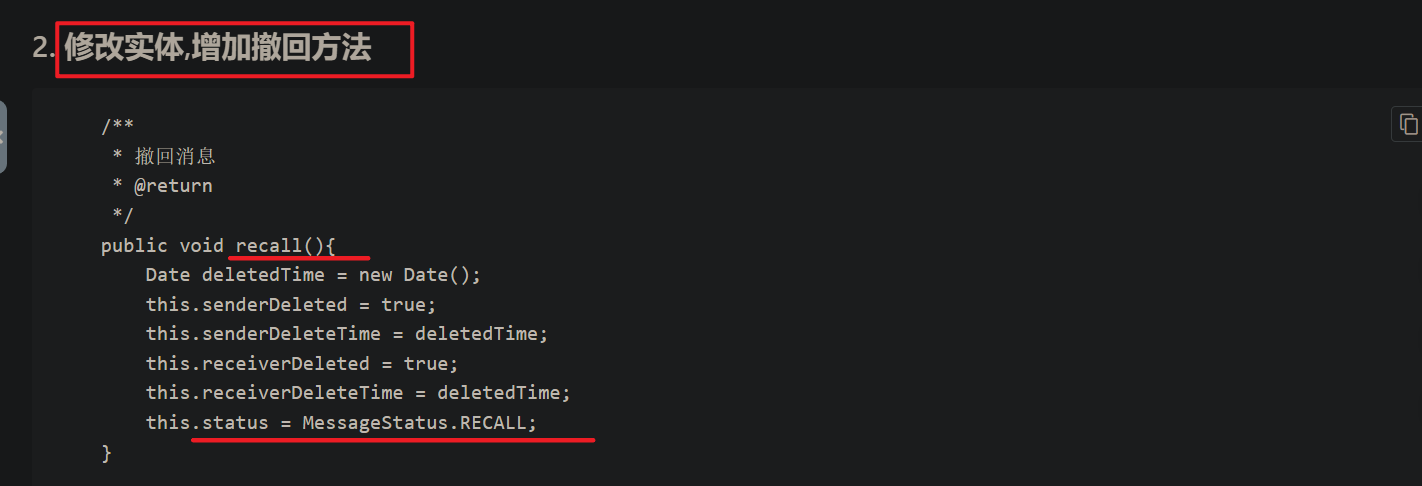 2. 修改实体,增加撤回方法
/**
* 撤回消息
* @return
*/
public void recall(){
Date deletedTime = new Date();
this.senderDeleted = true;
this.senderDeleteTime = deletedTime;
this.receiverDeleted = true;
this.receiverDeleteTime = deletedTime;
this.status = MessageStatus.RECALL;
}